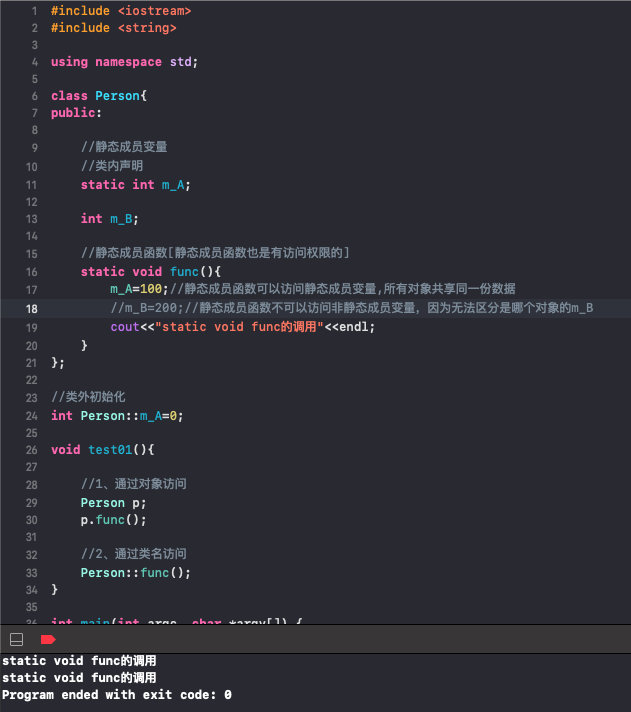 1 #include <iostream>
2 #include <string>
3
4 using namespace std;
5
6 class Person{
7 public:
8
9 //静态成员变量
10 //类内声明
11 static int m_A;
12
13 int m_B;
14
15 //静态成员函数[静态成员函数也是有访问权限的]
16 static void func(){
17 m_A=100;//静态成员函数可以访问静态成员变量,所有对象共享同一份数据
18 //m_B=200;//静态成员函数不可以访问非静态成员变量，因为无法区分是哪个对象的m_B
19 cout<<"static void func的调用"<<endl;
20 }
21 };
22
23 //类外初始化
24 int Person::m_A=0;
25
26 void test01(){
27
28 //1、通过对象访问
29 Person p;
30 p.func();
31
32 //2、通过类名访问
33 Person::func();
34 }
35
36 int main(int argc, char *argv[]) {
static void func的调用
static void func的调用
Program ended with exit code: 0